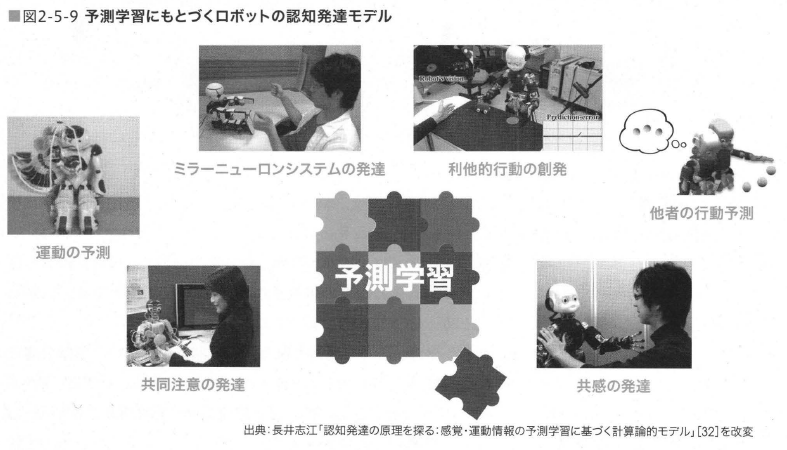 ■図2-5-9 予測学習にもとづくロボットの認知発達モデル
Robot's vision
Prediction error
ミラーニューロンシステムの発達
利他的行動の創発
他者の行動予測
運動の予測
予測学習
共同注意の発達
共感の発達
出典：長井志江「認知発達の原理を探る：感覚・運動情報の予測学習に基づく計算論的モデル」[32]を改変